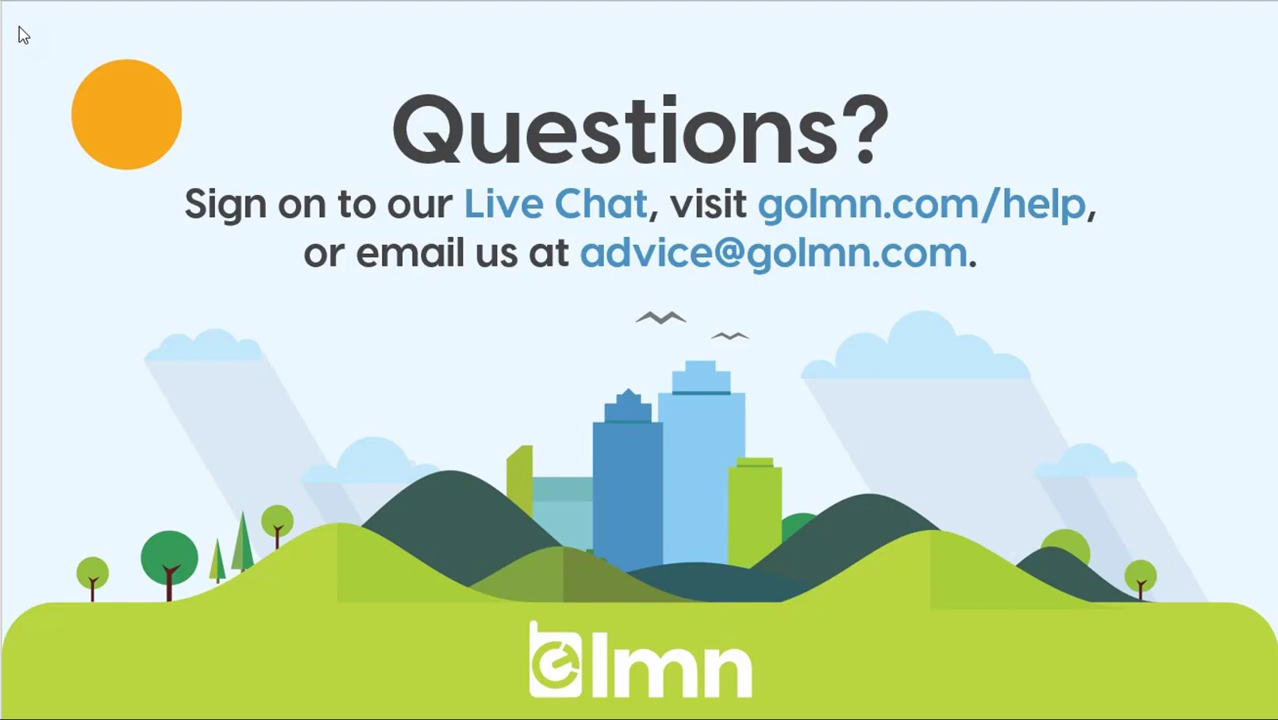 Questions?
Sign on to our Live Chat, visit golmn.com/help,
or email us at advice@golmn.com.
lmn